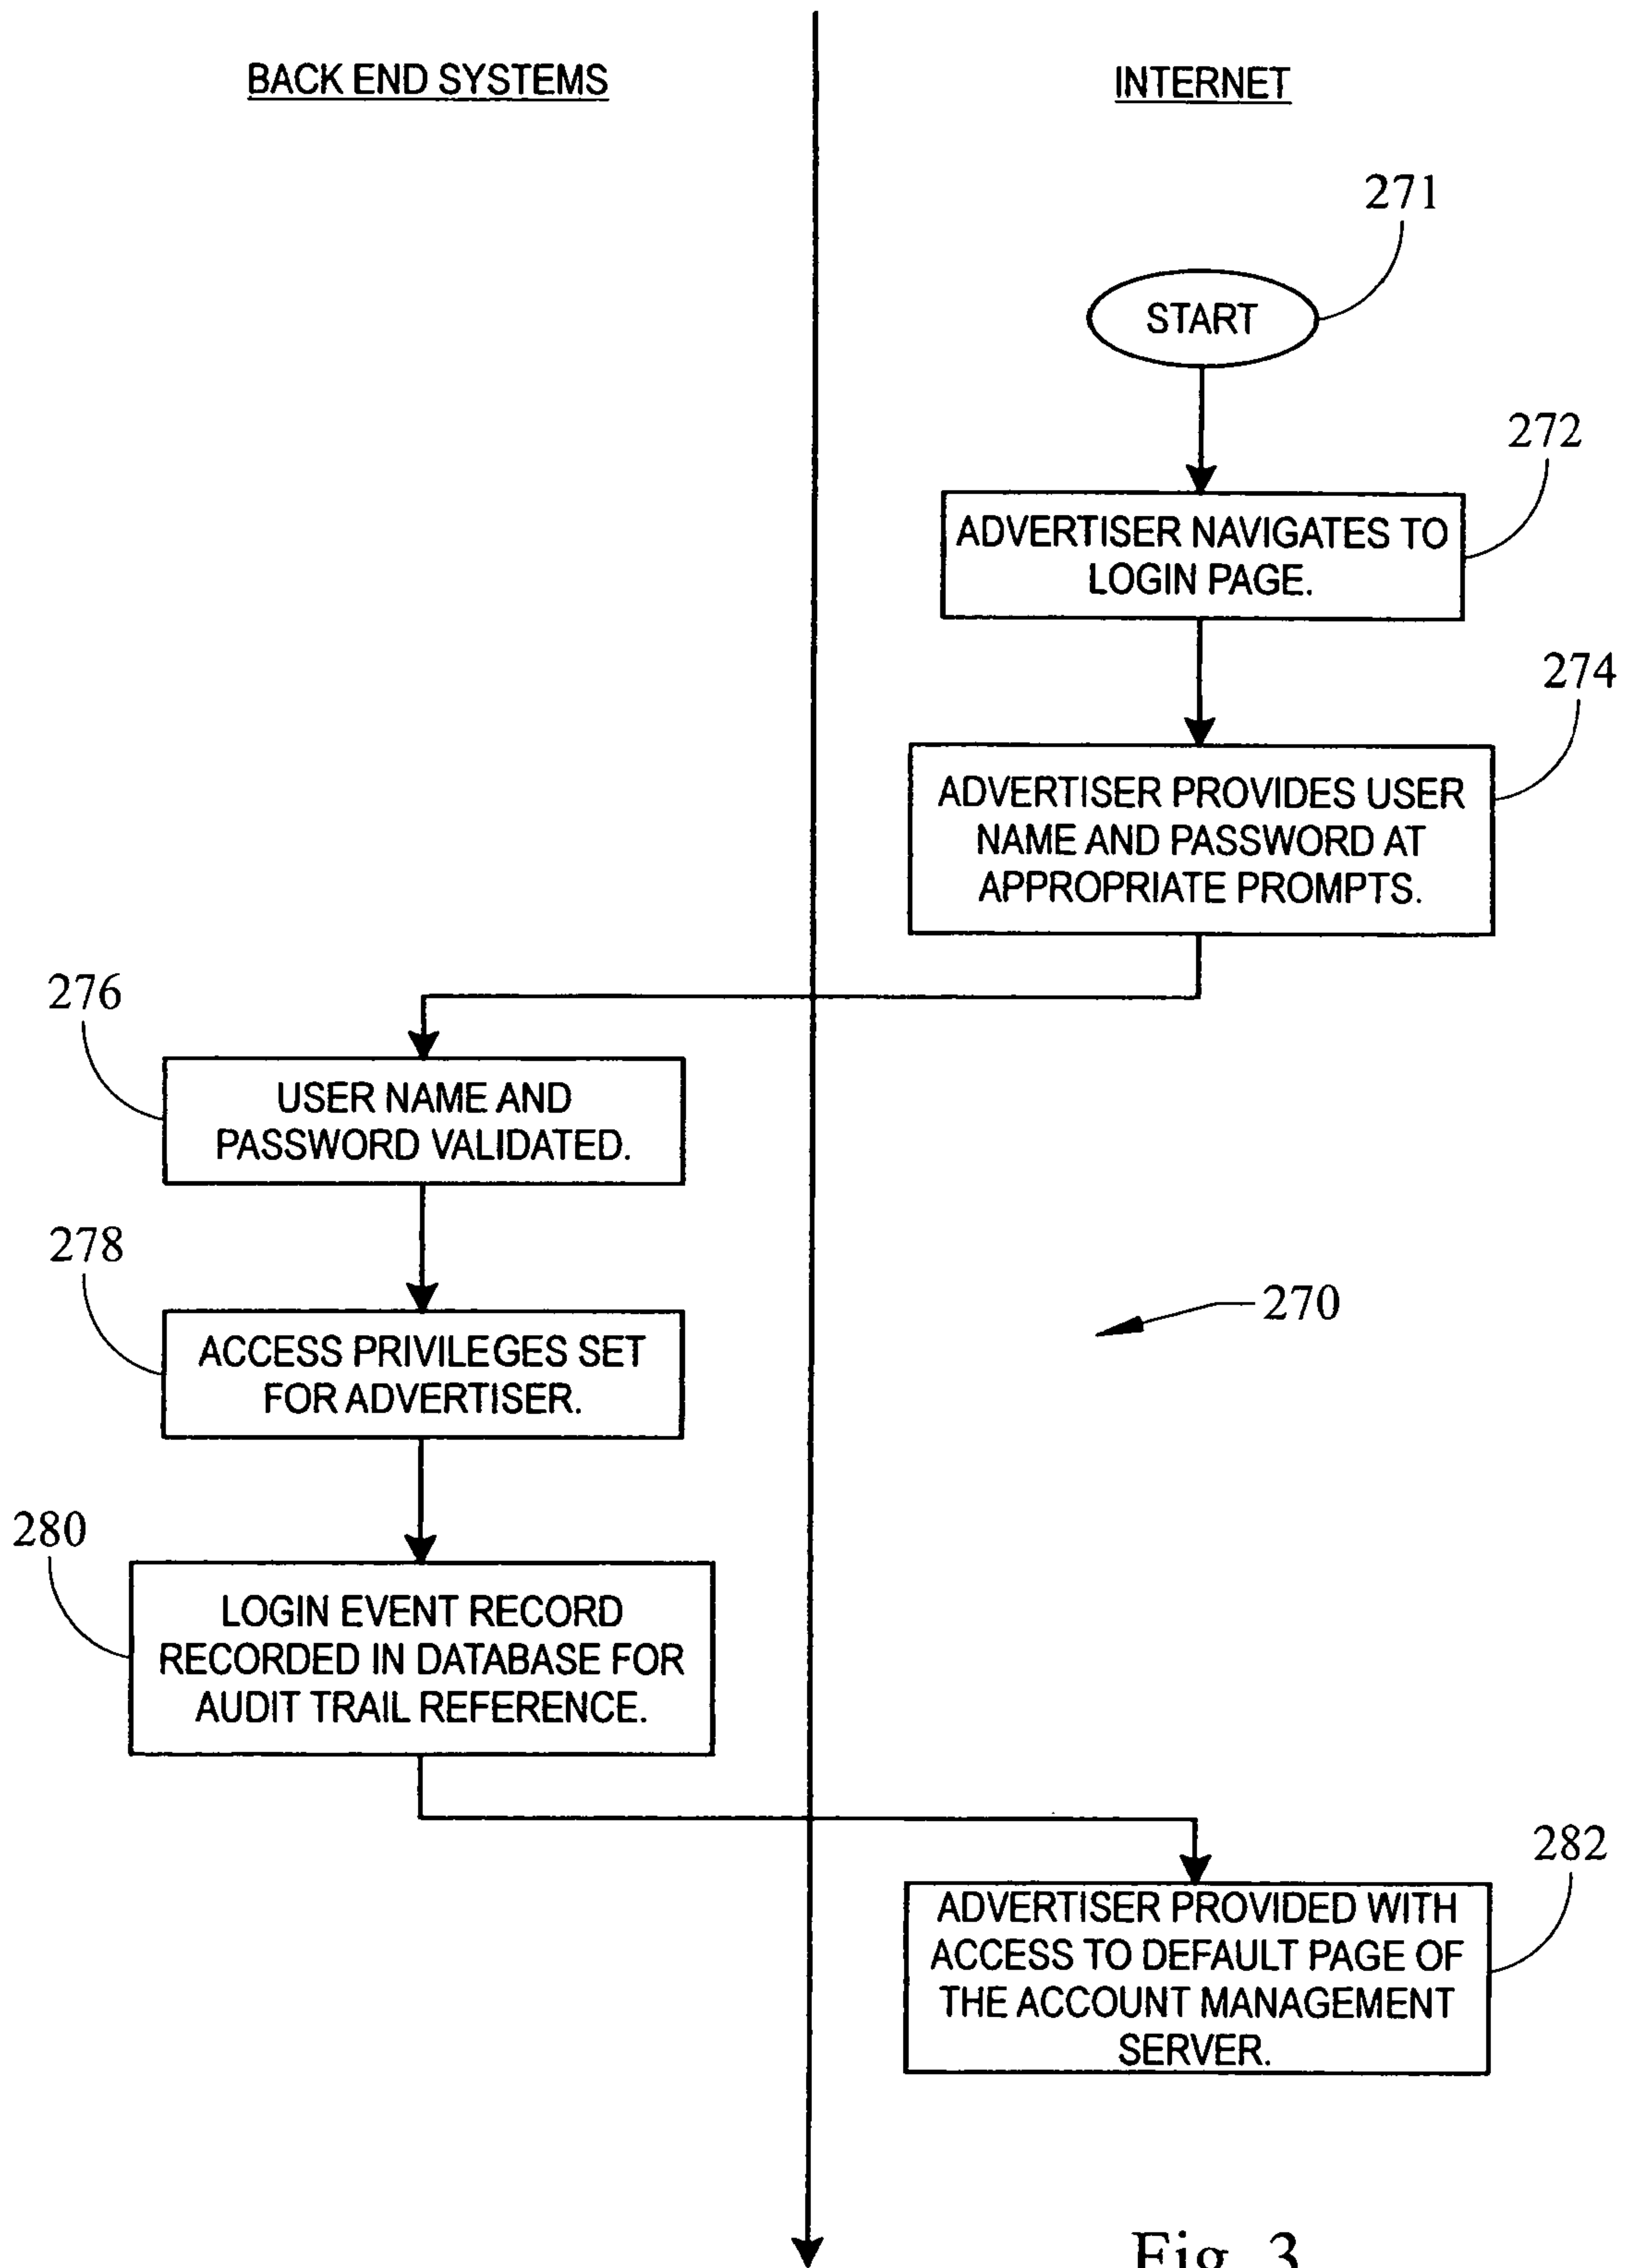 BACK END SYSTEMS
INTERNET
271
START
272
ADVERTISER NAVIGATES TO
LOGIN PAGE.
274
ADVERTISER PROVIDES USER
NAME AND PASSWORD AT
APPROPRIATE PROMPTS.
276
USER NAME AND
PASSWORD VALIDATED.
278
ACCESS PRIVILEGES SET
FOR ADVERTISER.
270
280
LOGIN EVENT RECORD
RECORDED IN DATABASE FOR
AUDIT TRAIL REFERENCE.
282
ADVERTISER PROVIDED WITH
ACCESS TO DEFAULT PAGE OF
THE ACCOUNT MANAGEMENT
SERVER.
Fig. 3